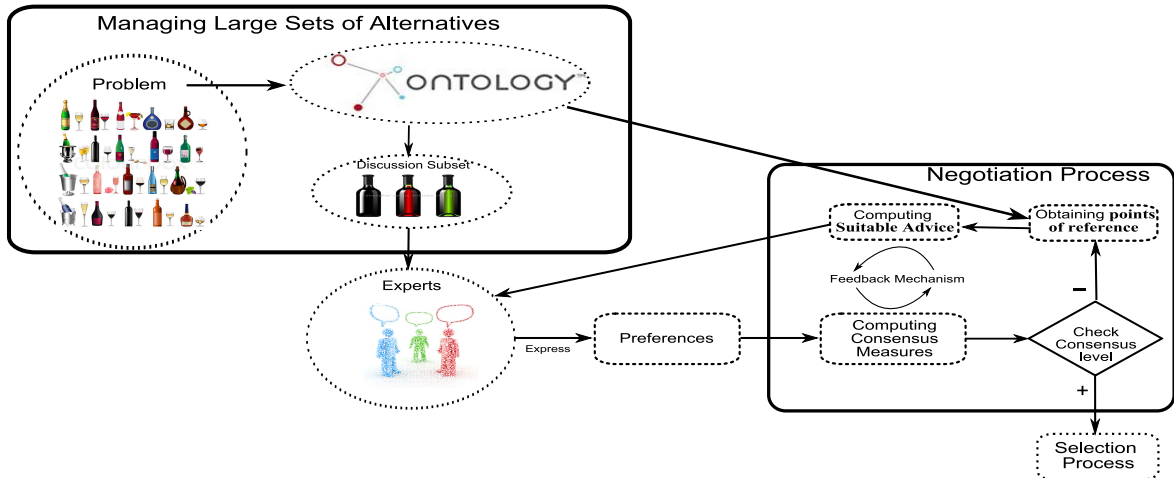 Managing Large Sets of Alternatives
Problem
ONTOLOGY
Discussion Subset
Negotiation Process
Computing
Suitable Advice
Obtaining points
of reference
Feedback Mechanism
Experts
Express
Preferences
Computing
Consensus
Measures
Check
Consensus
level
−
+
Selection
Process